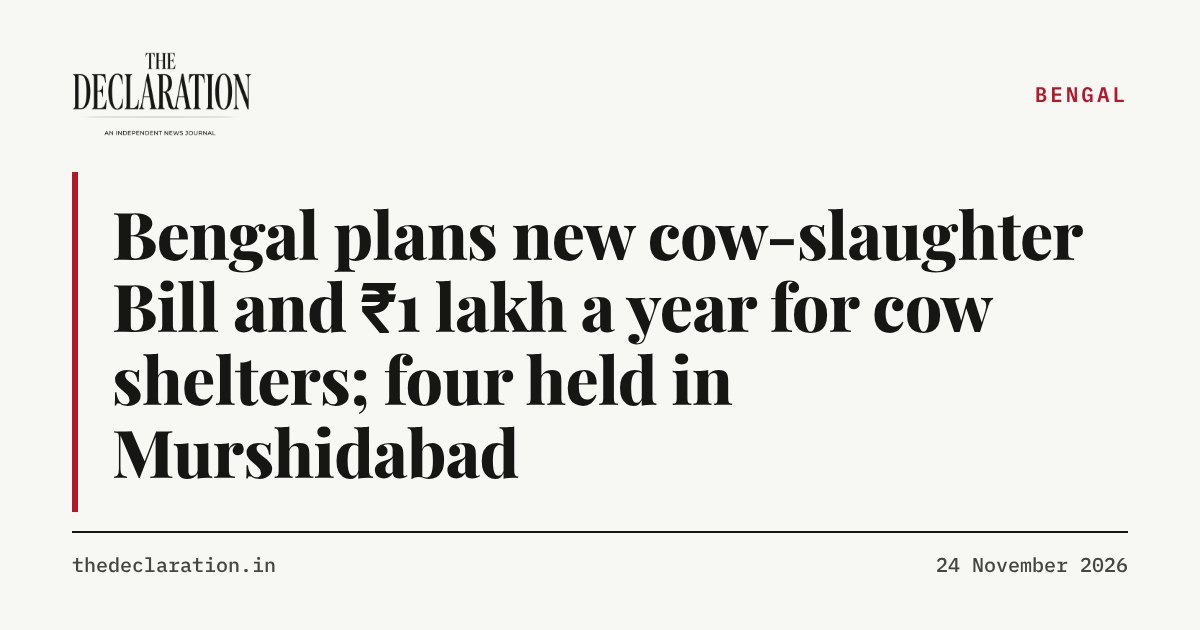 THE
DECLARATION
AN INDEPENDENT NEWS JOURNAL
BENGAL
Bengal plans new cow-slaughter
Bill and ₹1 lakh a year for cow
shelters; four held in
Murshidabad
thedeclaration.in
24 November 2026